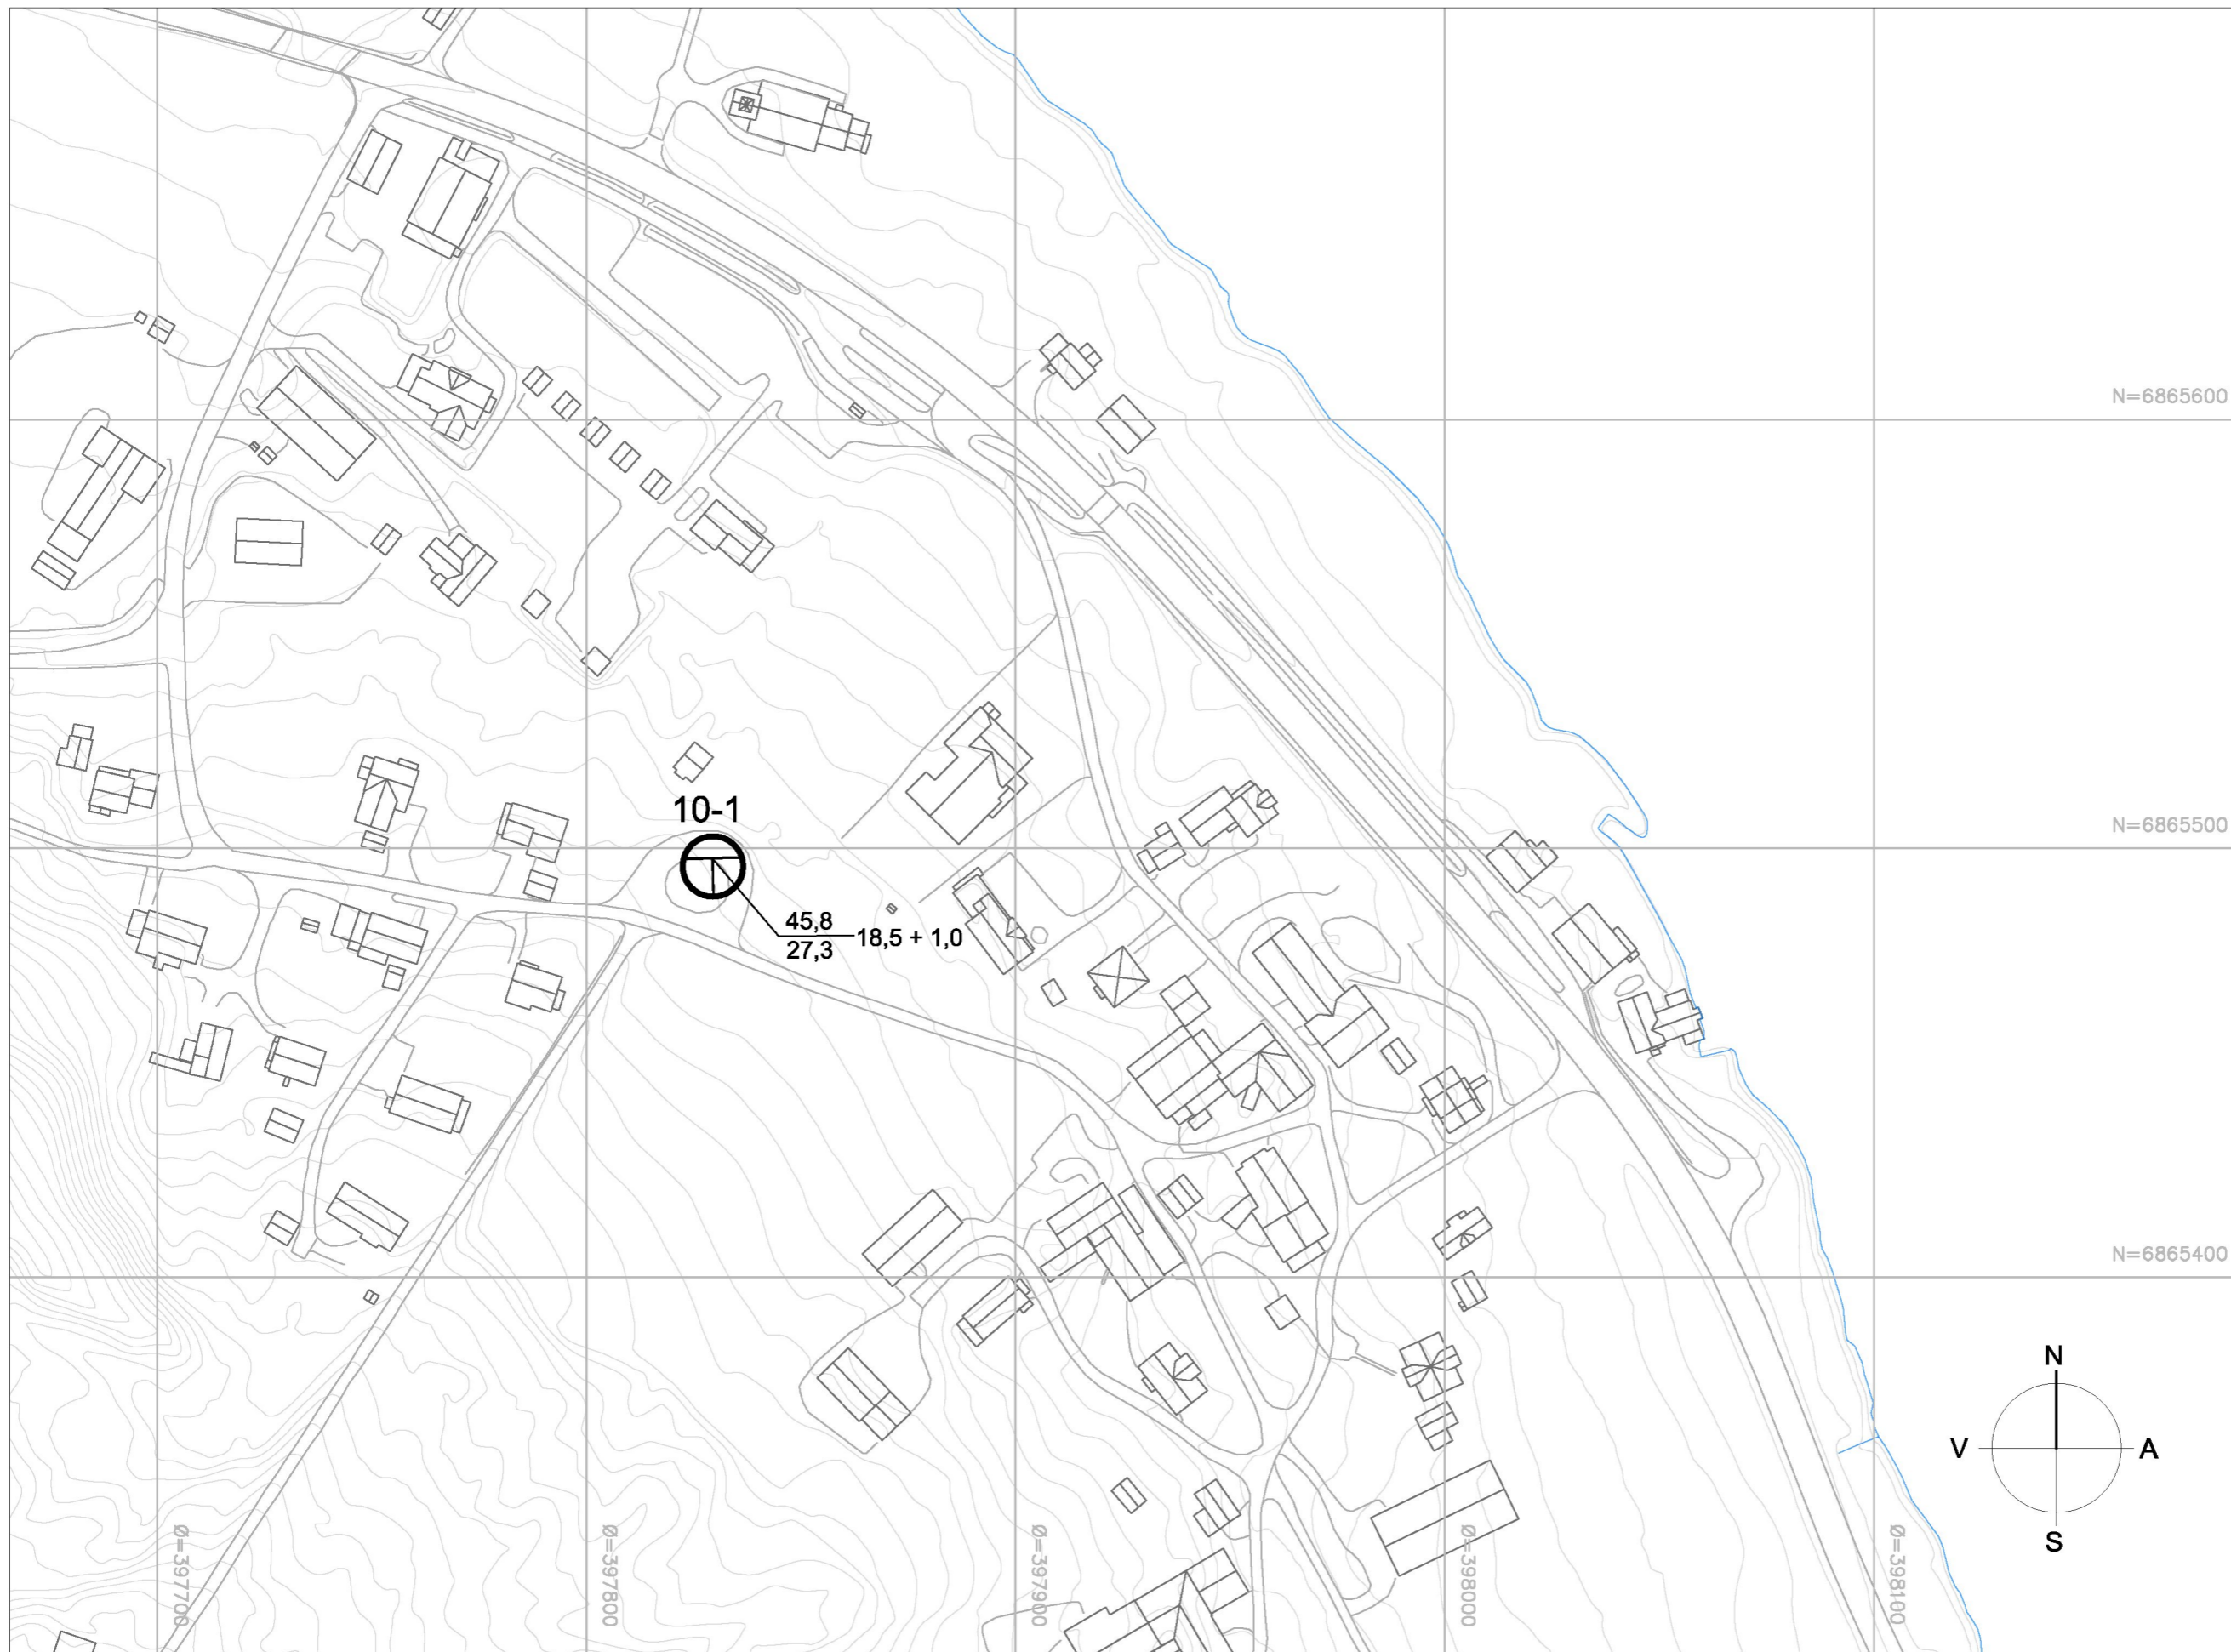 N=6865600
10-1
N=6865500
45,8
27,3
18,5 + 1,0
N=6865400
N
V
A
S
Ø=397700
Ø=397800
Ø=397900
Ø=398000
Ø=398100